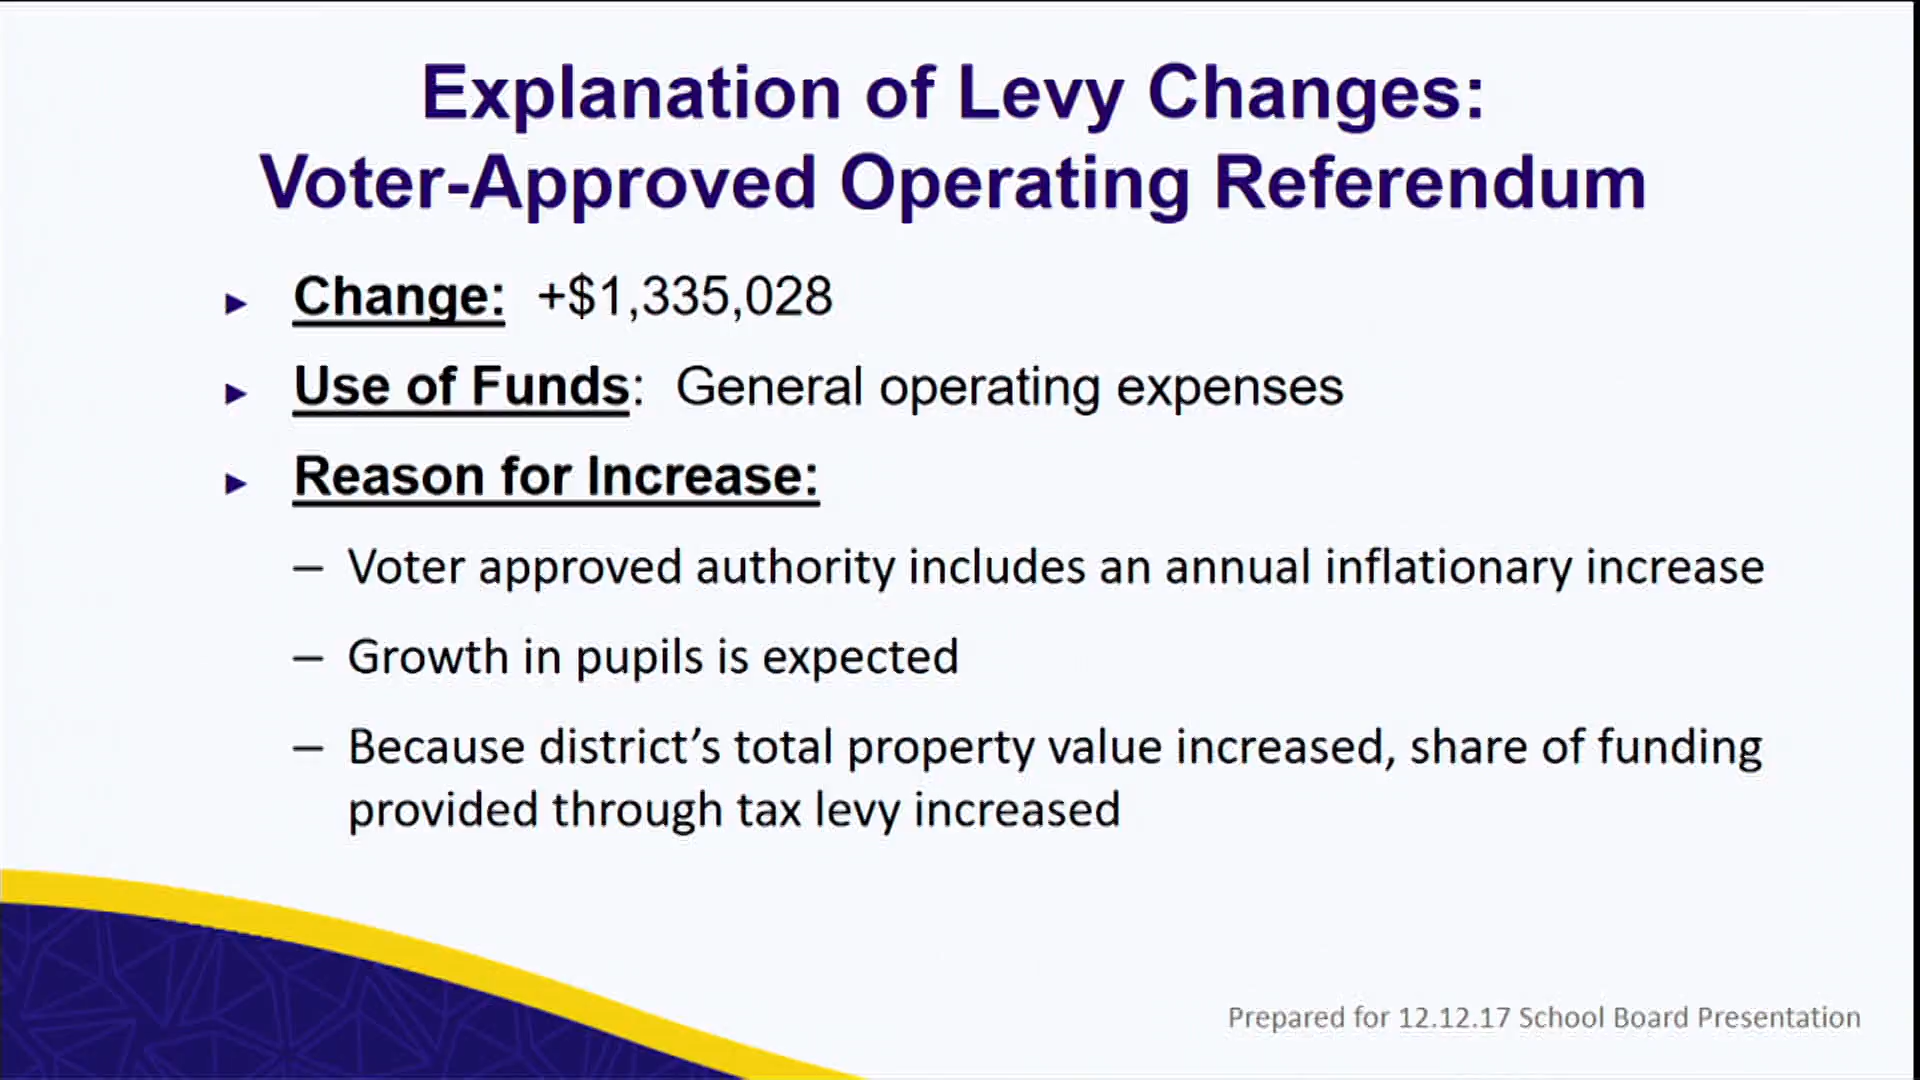 Explanation of Levy Changes:
Voter-Approved Operating Referendum
► Change: +$1,335,028
► Use of Funds: General operating expenses
► Reason for Increase:
– Voter approved authority includes an annual inflationary increase
– Growth in pupils is expected
– Because district’s total property value increased, share of funding
provided through tax levy increased
Prepared for 12.12.17 School Board Presentation